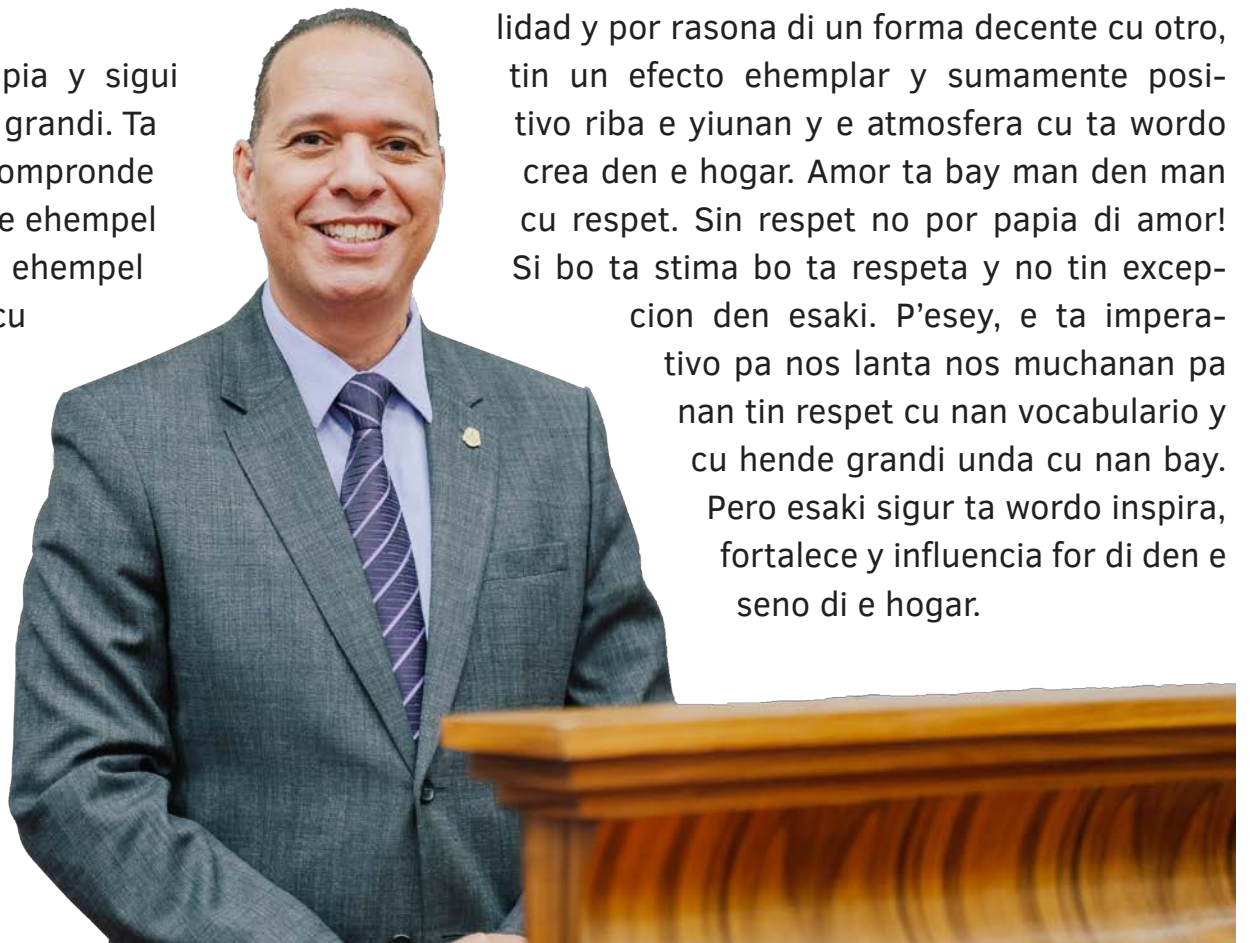 pia y sigui
grandi. Ta
ompronde
e ehempel
ehempel
cu
lidad y por rasona di un forma decente cu otro,
tin un efecto ehemplar y sumamente posi-
tivo riba e yiunan y e atmosfera cu ta wordo
crea den e hogar. Amor ta bay man den man
cu respet. Sin respet no por papia di amor!
Si bo ta stima bo ta respeta y no tin excep-
cion den esaki. P’esey, e ta impera-
tivo pa nos lanta nos muchanan pa
nan tin respet cu nan vocabulario y
cu hende grandi unda cu nan bay.
Pero esaki sigur ta wordo inspira,
fortalece y influencia for di den e
seno di e hogar.